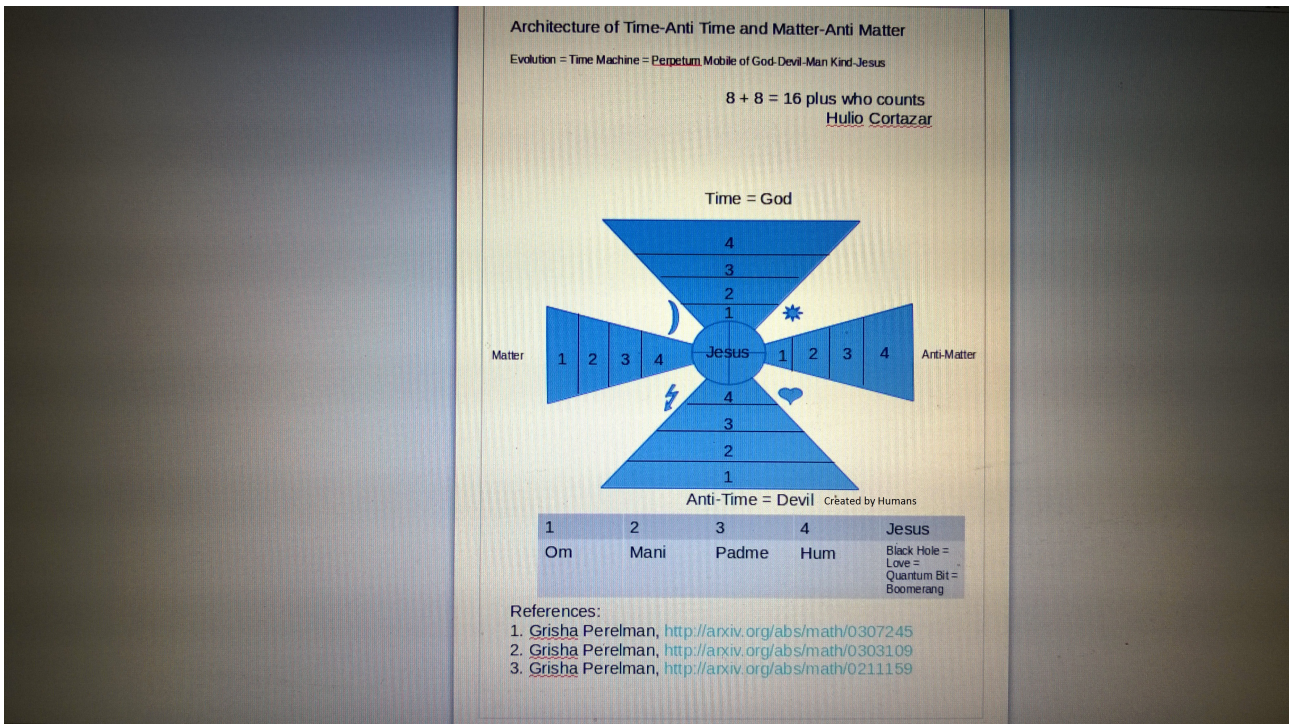 Architecture of Time-Anti Time and Matter-Anti Matter
Evolution = Time Machine = Perpetum Mobile of God-Devil-Man Kind-Jesus
8 + 8 = 16 plus who counts
Hulio Cortazar
Time = God
4
3
2
1
Matter 1 2 3 4 Jesus 1 2 3 4 Anti-Matter
4
3
2
1
Anti-Time = Devil Created by Humans
1 2 3 4 Jesus
Om Mani Padme Hum Black Hole =
Love =
Quantum Bit =
Boomerang
References:
1. Grisha Perelman, http://arxiv.org/abs/math/0307245
2. Grisha Perelman, http://arxiv.org/abs/math/0303109
3. Grisha Perelman, http://arxiv.org/abs/math/0211159